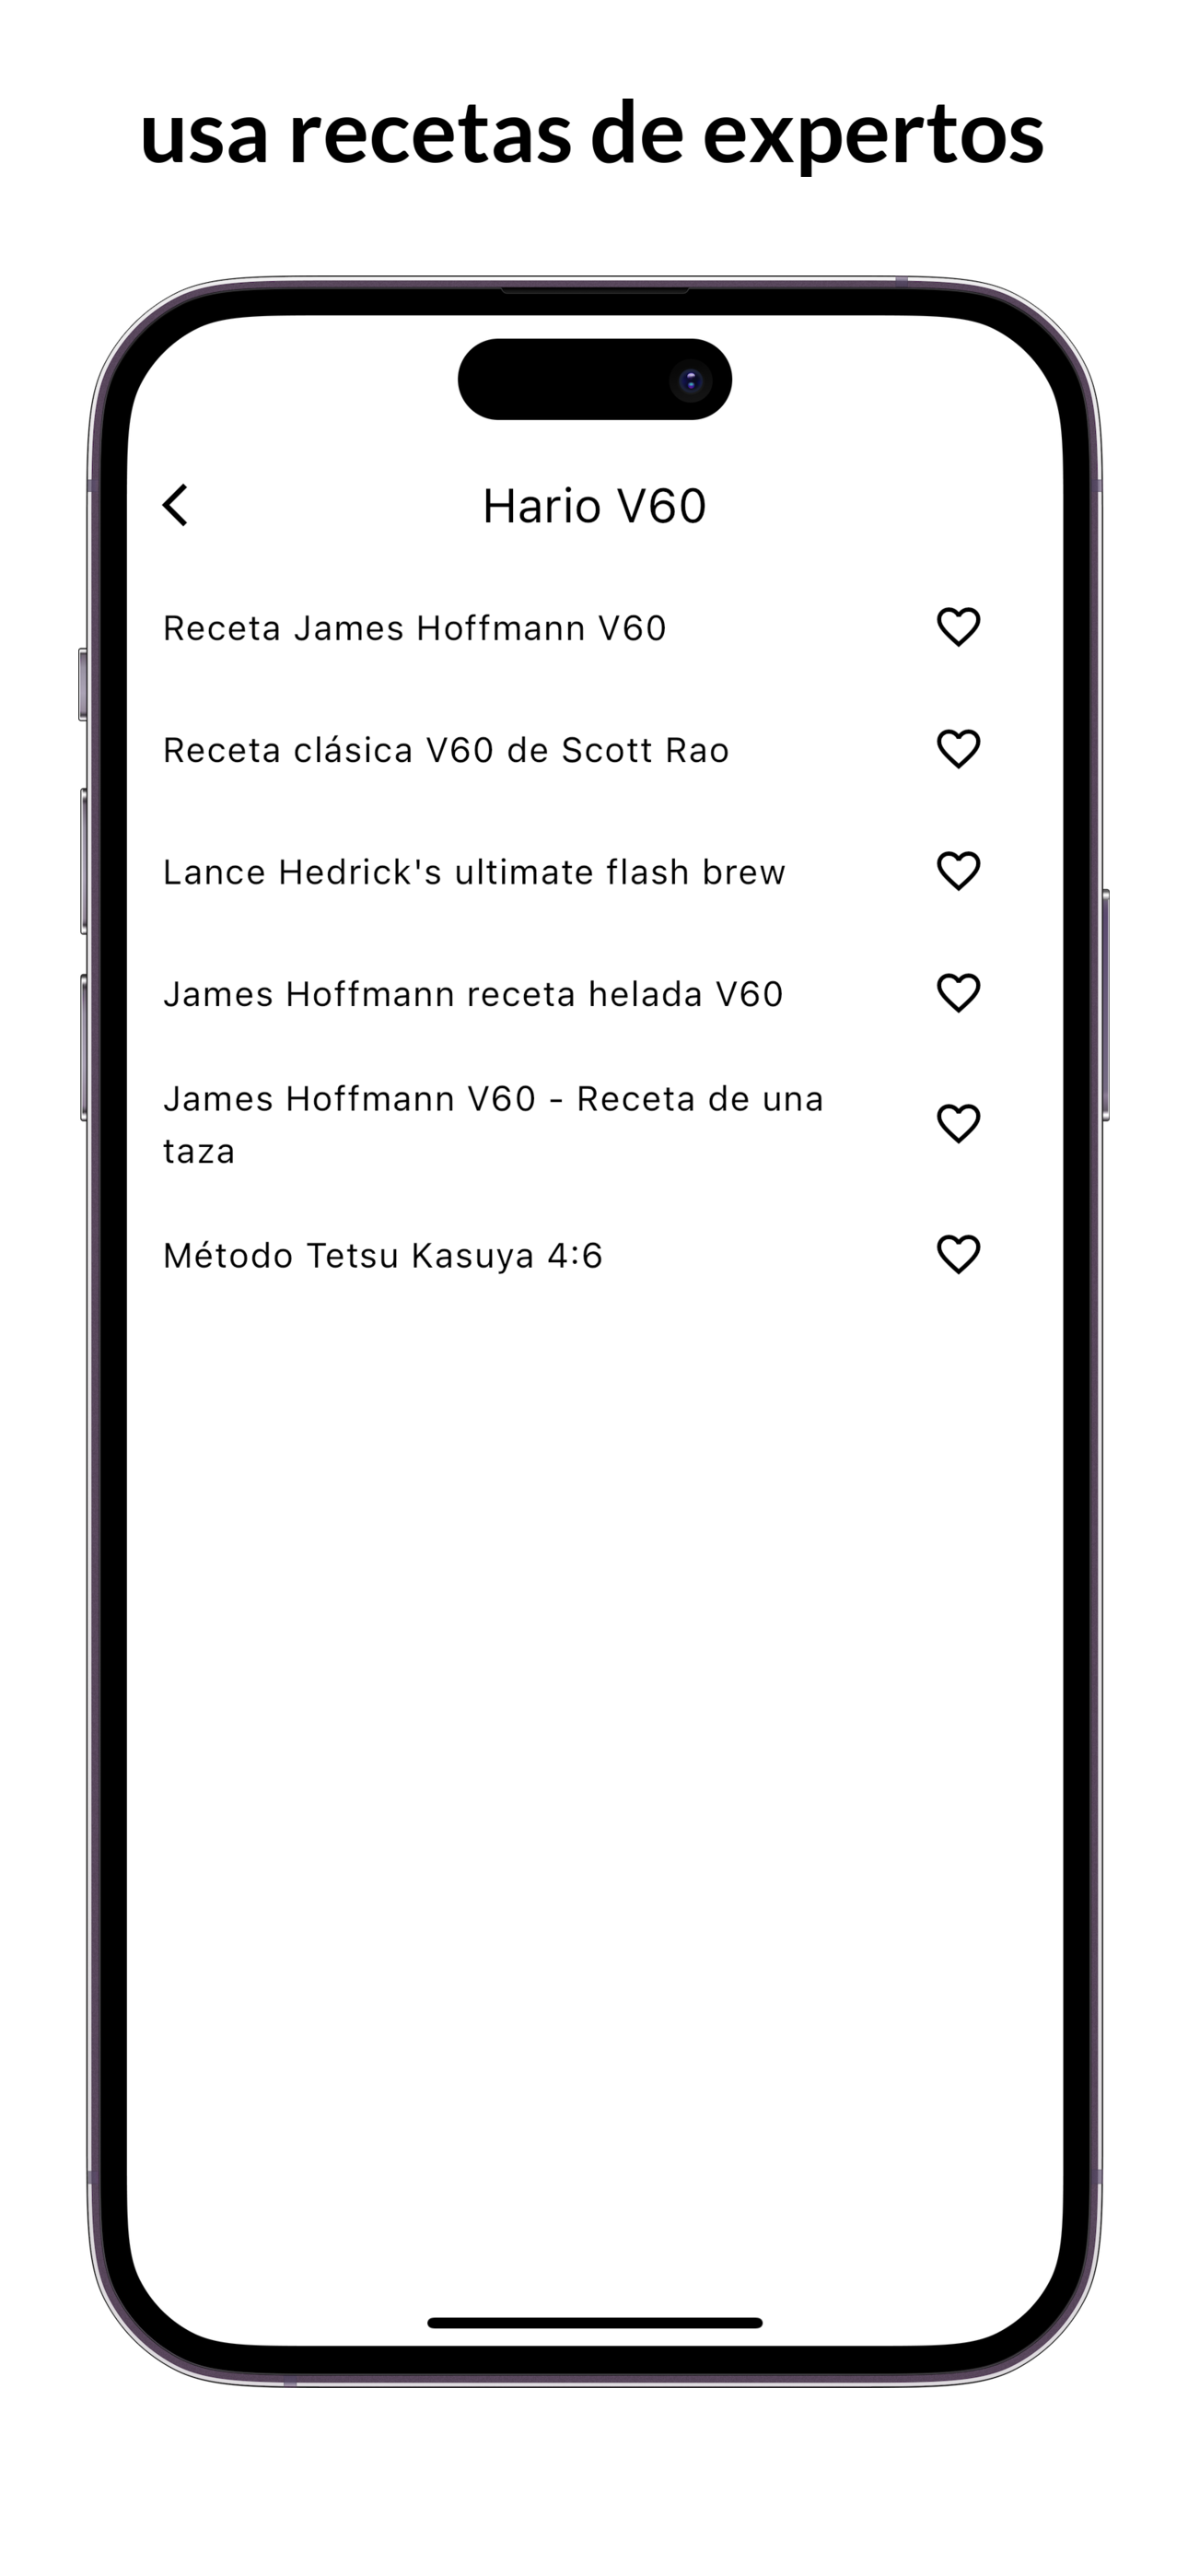 usa recetas de expertos
Hario V60
Receta James Hoffmann V60
Receta clásica V60 de Scott Rao
Lance Hedrick's ultimate flash brew
James Hoffmann receta helada V60
James Hoffmann V60 - Receta de una
taza
Método Tetsu Kasuya 4:6